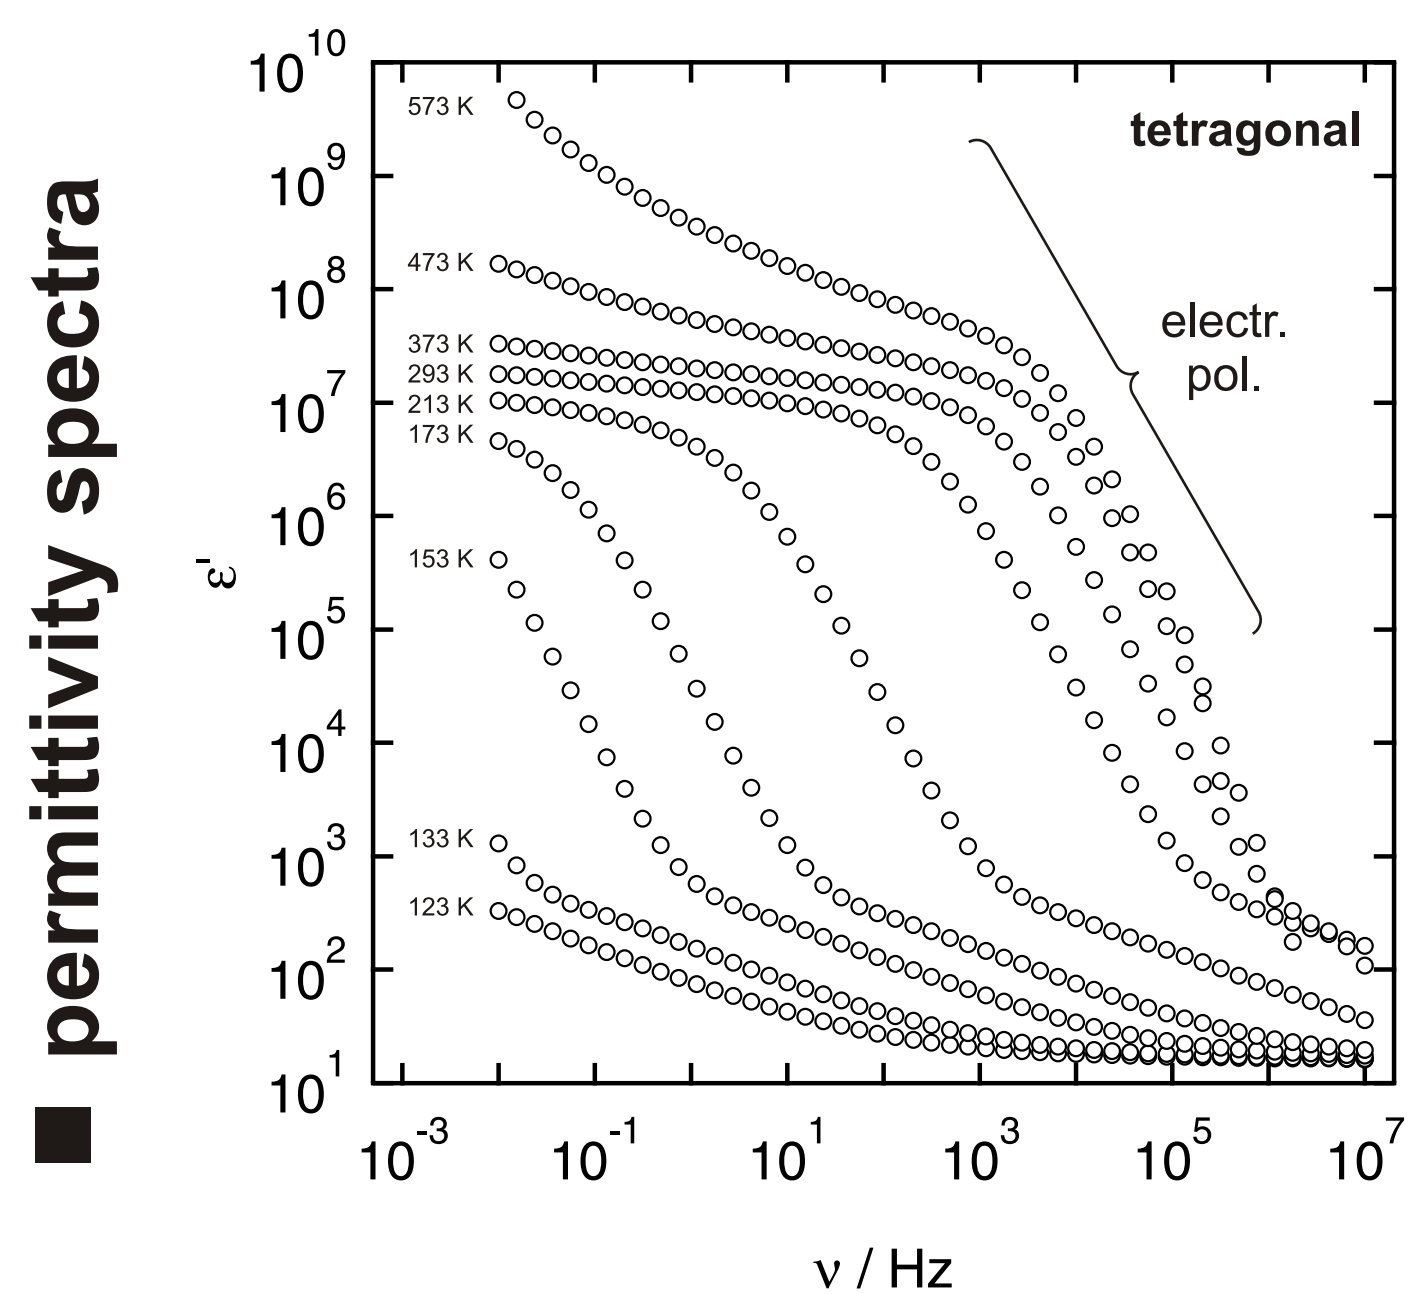 ■ permittivity spectra
tetragonal
electr.
pol.
573 K
473 K
373 K
293 K
213 K
173 K
153 K
133 K
123 K
10^10
10^9
10^8
10^7
10^6
10^5
10^4
10^3
10^2
10^1
ε'
10^-3 10^-1 10^1 10^3 10^5 10^7
ν / Hz